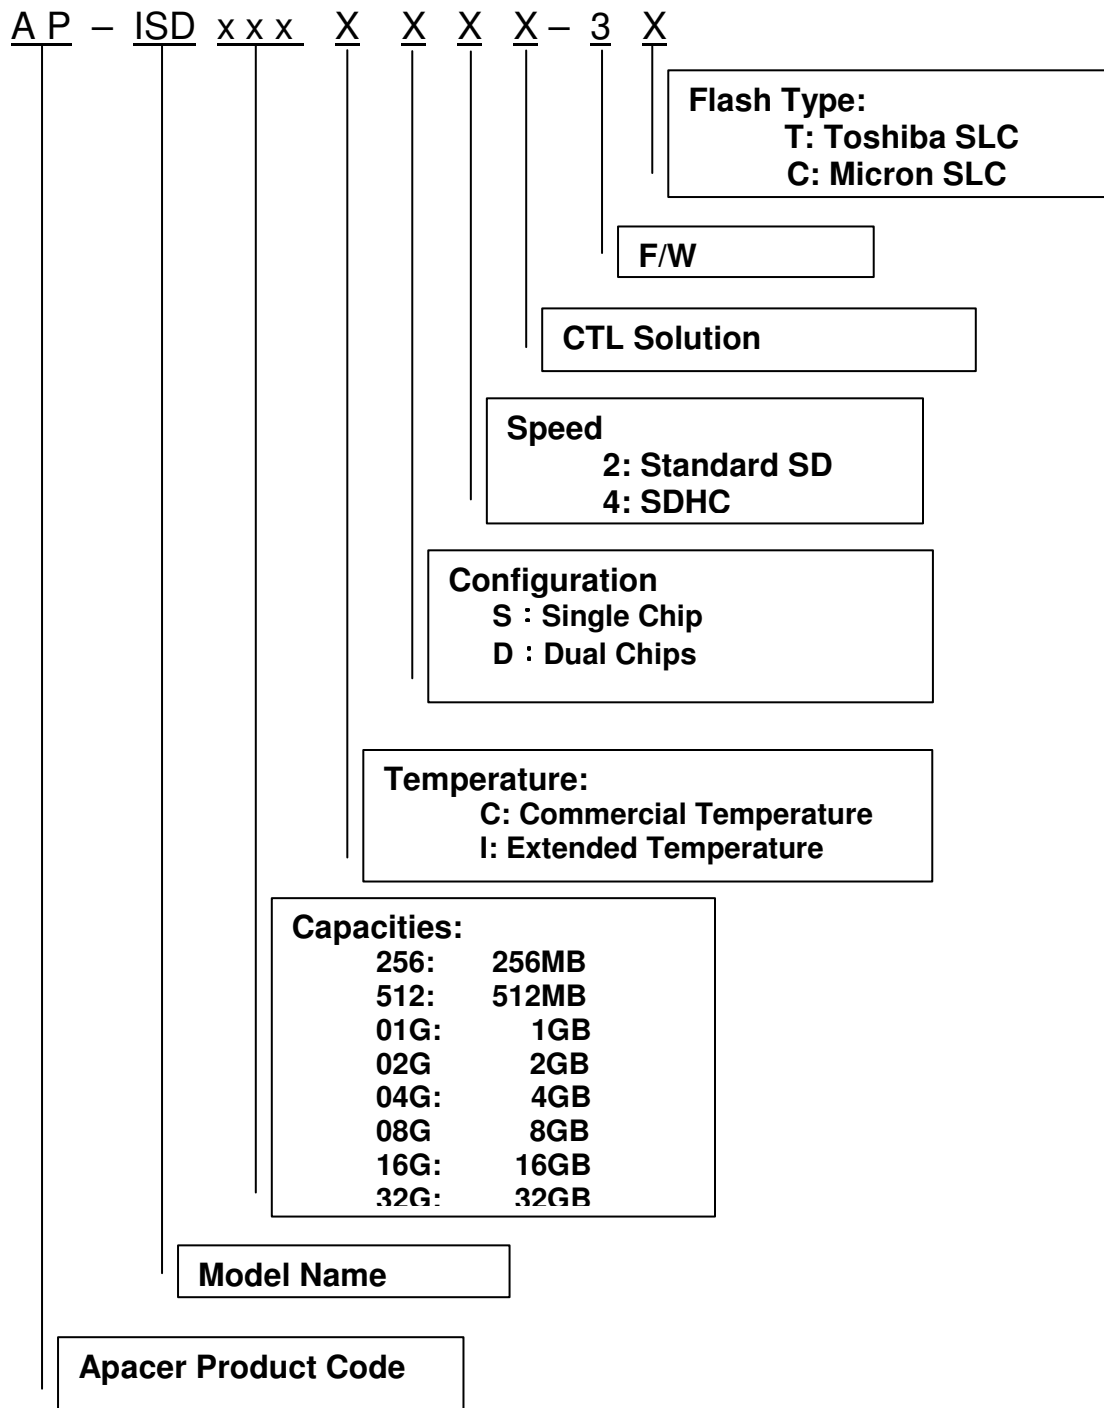 A P – ISD x x x X X X X – 3 X
Flash Type:
T: Toshiba SLC
C: Micron SLC
F/W
CTL Solution
Speed
2: Standard SD
4: SDHC
Configuration
S：Single Chip
D：Dual Chips
Temperature:
C: Commercial Temperature
I: Extended Temperature
Capacities:
256: 256MB
512: 512MB
01G: 1GB
02G 2GB
04G: 4GB
08G 8GB
16G: 16GB
32G: 32GB
Model Name
Apacer Product Code